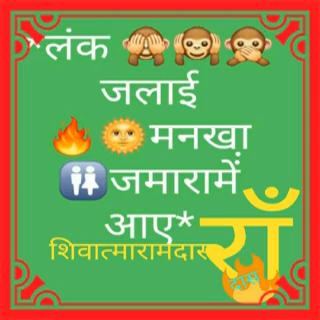 *लंक 🙈🙉🙊
जलाई
🔥🌞मनखा
🚻जमारामें
आए*
शिवात्मारामदास
राँ
दास